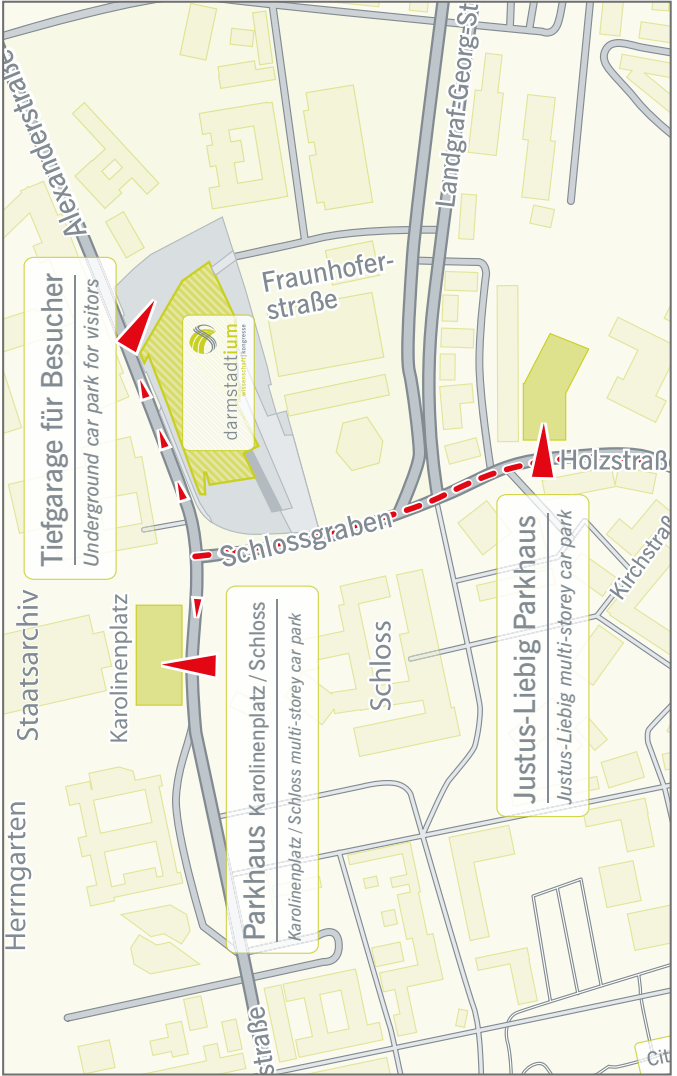 Alexanderstraße
Landgraf-Georg-St
Tiefgarage für Besucher
Underground car park for visitors
Fraunhofer-
straße
darmstadtium
wissenschaft|kongresse
Holzstraß
Schlossgraben
Justus-Liebig Parkhaus
Justus-Liebig multi-storey car park
Kirchstraß
Staatsarchiv
Karolinenplatz
Parkhaus Karolinenplatz / Schloss
Karolinenplatz / Schloss multi-storey car park
Schloss
Herrngarten
straße
Cit